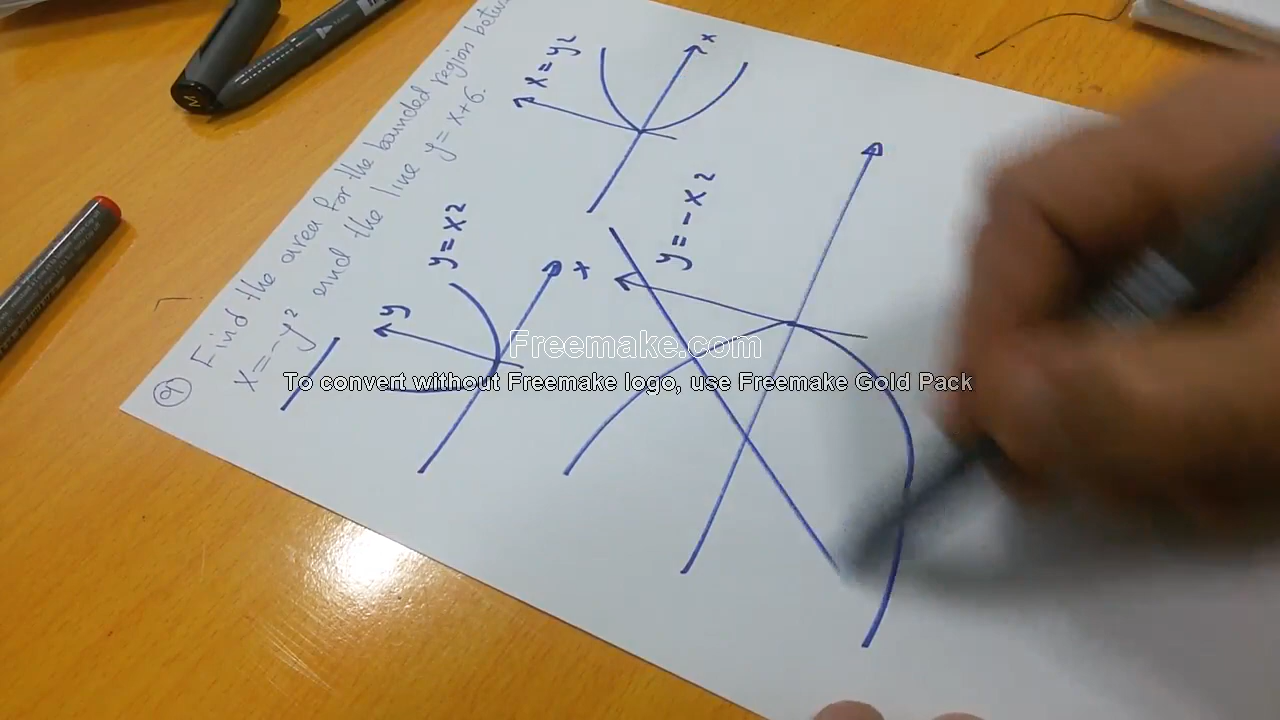 9) Find the area for the bounded region
x = -y² and the line y = x+6.
y
y = x²
x
x = y²
x
y = -x²
Freemake.com
To convert without Freemake logo, use Freemake Gold Pack
M